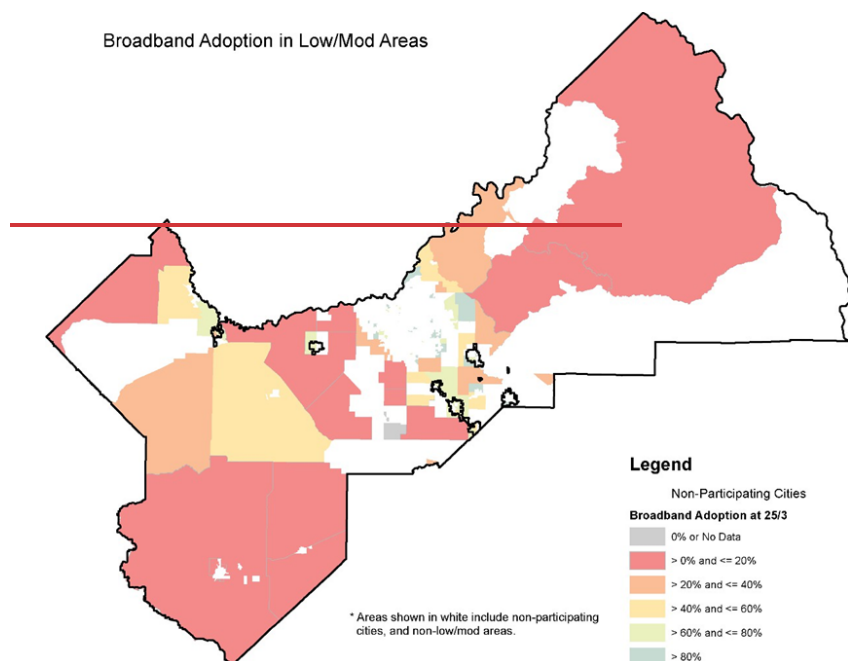 Broadband Adoption in Low/Mod Areas
Legend
Non-Participating Cities
Broadband Adoption at 25/3
0% or No Data
> 0% and <= 20%
> 20% and <= 40%
> 40% and <= 60%
> 60% and <= 80%
> 80%
* Areas shown in white include non-participating
cities, and non-low/mod areas.